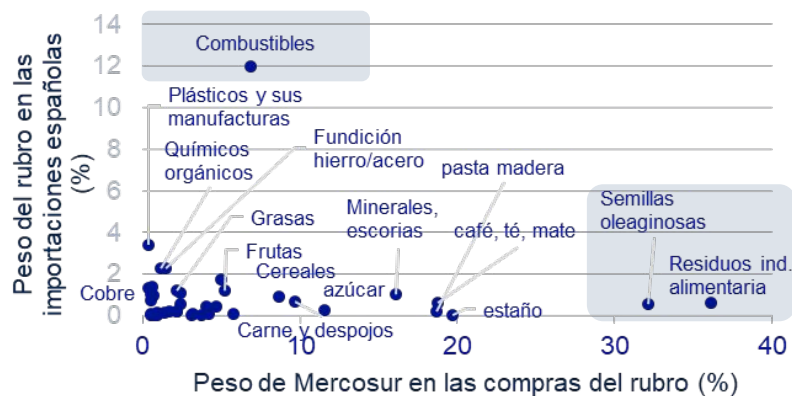 Peso del rubro en las
importaciones españolas
(%)
14
12
10
8
6
4
2
0
Combustibles
Plásticos y sus
manufacturas
Químicos
orgánicos
Fundición
hierro/acero
Grasas
pasta madera
Minerales,
escorias
café, té, mate
Semillas
oleaginosas
Residuos ind.
alimentaria
Frutas
Cereales
azúcar
Cobre
Carne y despojos
estaño
0
10
20
30
40
Peso de Mercosur en las compras del rubro (%)